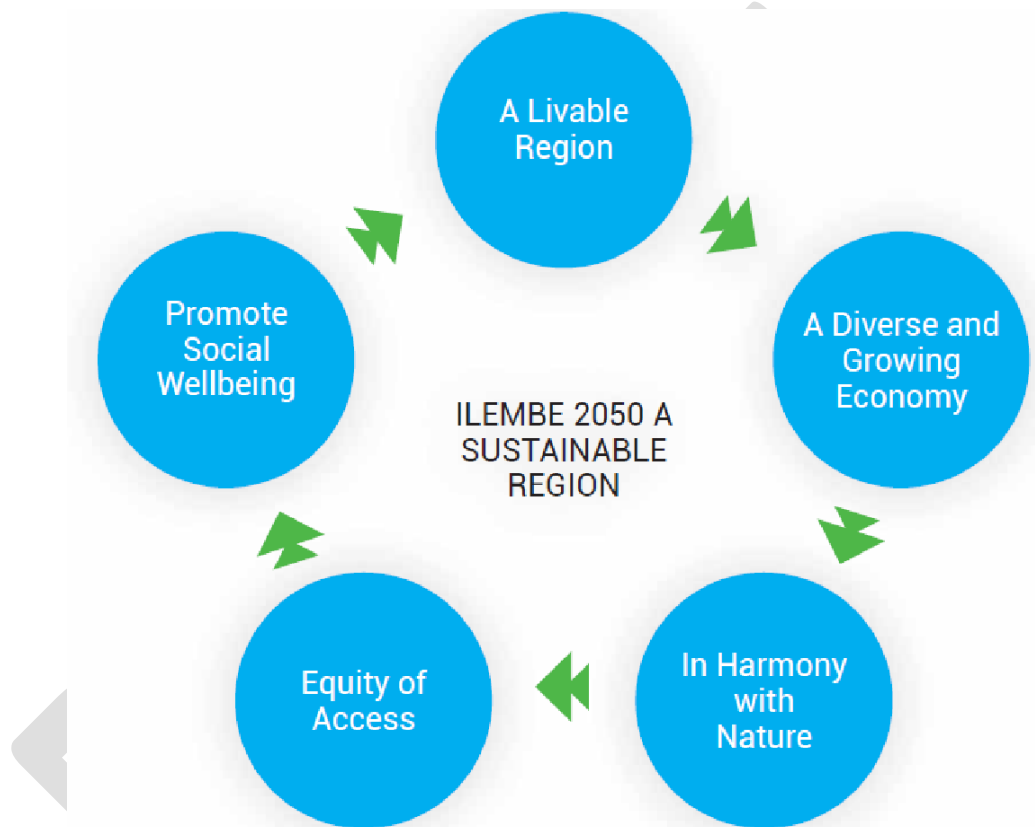 A Livable
Region
A Diverse and
Growing
Economy
In Harmony
with
Nature
Equity of
Access
Promote
Social
Wellbeing
ILEMBE 2050 A
SUSTAINABLE
REGION